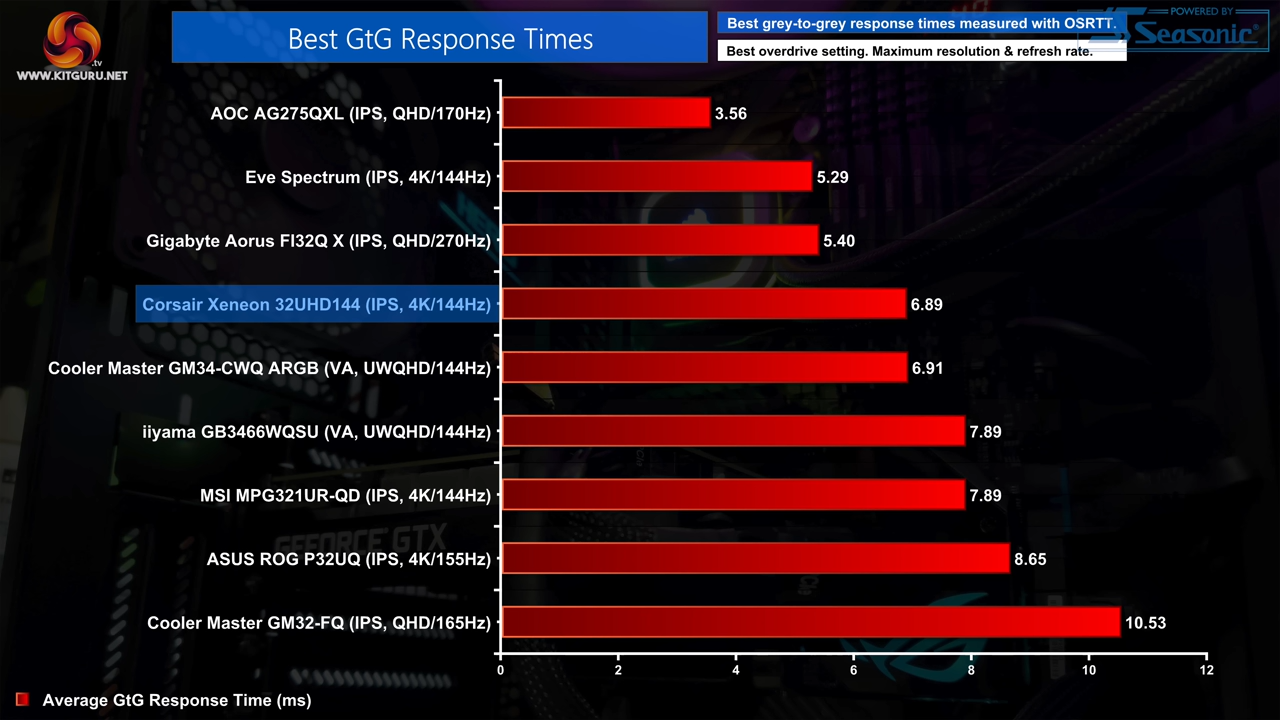 WWW.KITGURU.NET
.tv
Best GtG Response Times
Best grey-to-grey response times measured with OSRTT.
Best overdrive setting. Maximum resolution & refresh rate.
POWERED BY
Seasonic
AOC AG275QXL (IPS, QHD/170Hz) 3.56
Eve Spectrum (IPS, 4K/144Hz) 5.29
Gigabyte Aorus FI32Q X (IPS, QHD/270Hz) 5.40
Corsair Xeneon 32UHD144 (IPS, 4K/144Hz) 6.89
Cooler Master GM34-CWQ ARGB (VA, UWQHD/144Hz) 6.91
iiyama GB3466WQSU (VA, UWQHD/144Hz) 7.89
MSI MPG321UR-QD (IPS, 4K/144Hz) 7.89
GEFORCE GTX
ASUS ROG P32UQ (IPS, 4K/155Hz) 8.65
Cooler Master GM32-FQ (IPS, QHD/165Hz) 10.53
0 2 4 6 8 10 12
Average GtG Response Time (ms)